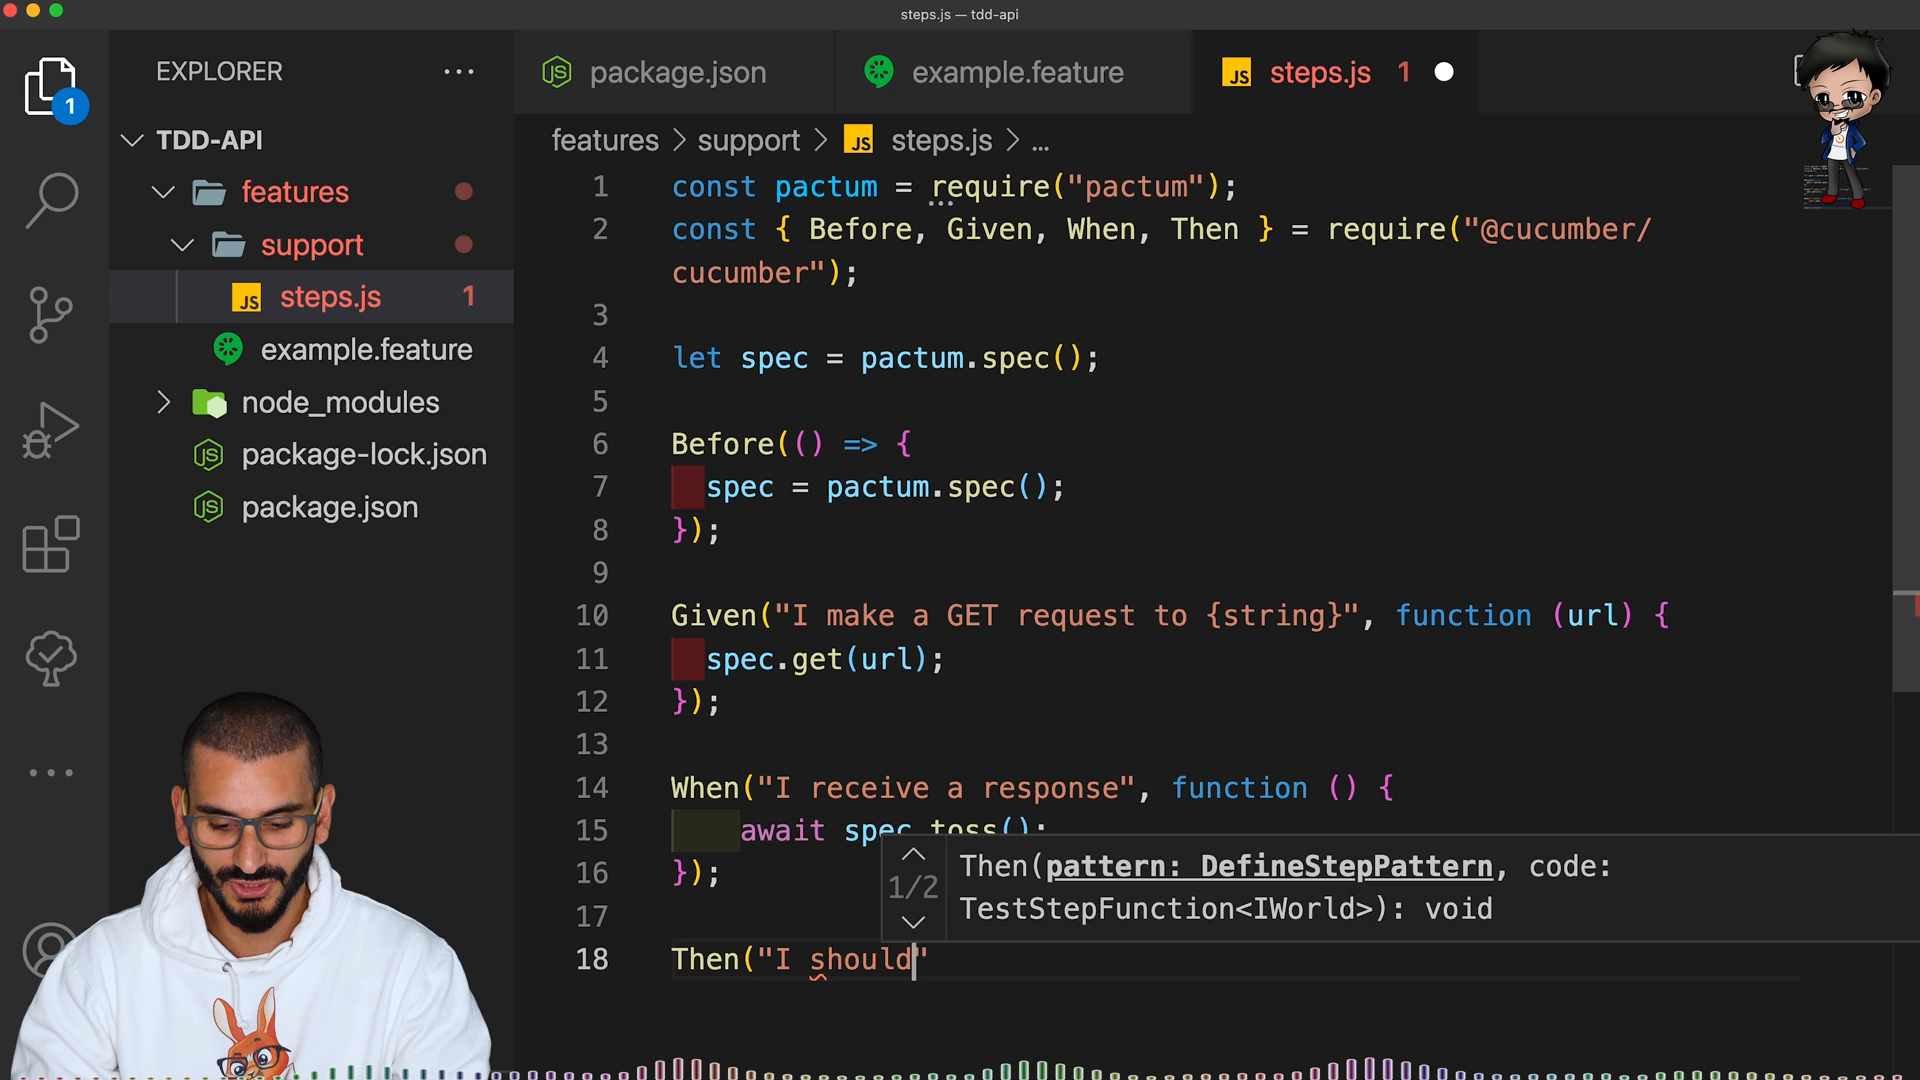 steps.js — tdd-api
EXPLORER
package.json
example.feature
steps.js 1
1
TDD-API
features > support > steps.js > ...
features
support
steps.js 1
example.feature
node_modules
package-lock.json
package.json
1 const pactum = require("pactum");
2 const { Before, Given, When, Then } = require("@cucumber/
cucumber");
3
4 let spec = pactum.spec();
5
6 Before(() => {
7 spec = pactum.spec();
8 });
9
10 Given("I make a GET request to {string}", function (url) {
11 spec.get(url);
12 });
13
14 When("I receive a response", function () {
15 await spec.toss();
16 });
17
18 Then("I should"
1/2
Then(pattern: DefineStepPattern, code:
TestStepFunction<IWorld>): void